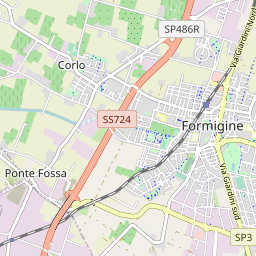 SP486R
Via Giardini Nord
Corlo
SS724
Formigine
Ponte Fossa
Via Giardini Sud
SP3